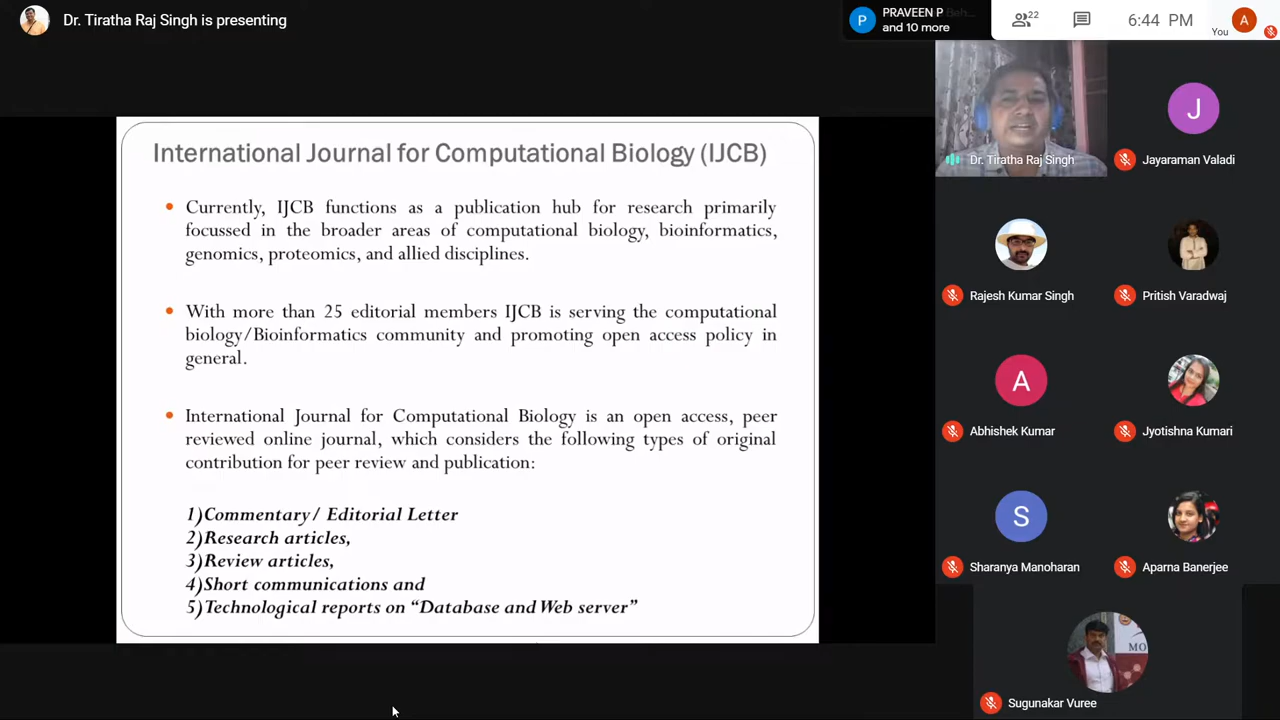 Dr. Tiratha Raj Singh is presenting
P
PRAVEEN P
and 10 more
22
6:44 PM
You
A
International Journal for Computational Biology (IJCB)
• Currently, IJCB functions as a publication hub for research primarily
focussed in the broader areas of computational biology, bioinformatics,
genomics, proteomics, and allied disciplines.
• With more than 25 editorial members IJCB is serving the computational
biology/Bioinformatics community and promoting open access policy in
general.
• International Journal for Computational Biology is an open access, peer
reviewed online journal, which considers the following types of original
contribution for peer review and publication:
1)Commentary/ Editorial Letter
2)Research articles,
3)Review articles,
4)Short communications and
5)Technological reports on “Database and Web server”
Dr. Tiratha Raj Singh
J
Jayaraman Valadi
Rajesh Kumar Singh
Pritish Varadwaj
A
Abhishek Kumar
Jyotishna Kumari
S
Sharanya Manoharan
Aparna Banerjee
MO
Sugunakar Vuree